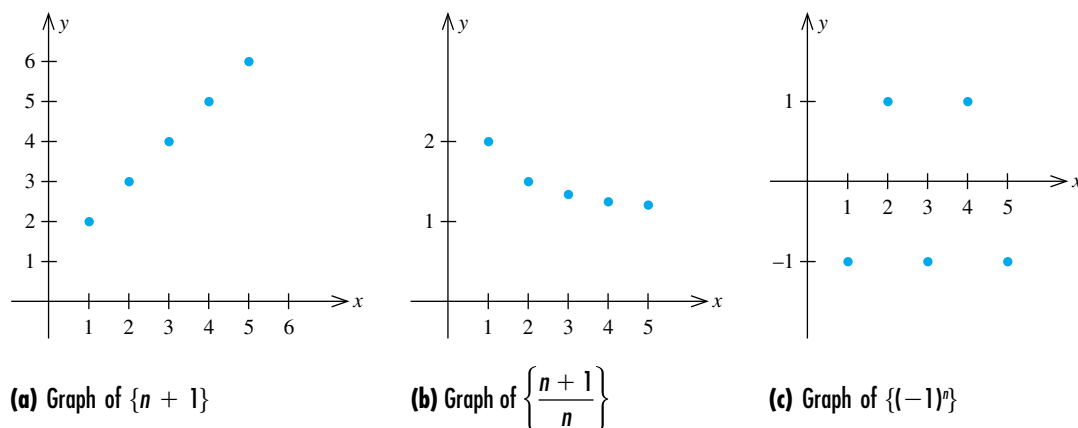 y
6
5
4
3
2
1
1 2 3 4 5 6
x
(a) Graph of {n + 1}
y
2
1
1 2 3 4 5
x
(b) Graph of {(n + 1)/n}
y
1
x
1 2 3 4 5
–1
(c) Graph of {(−1)ⁿ}